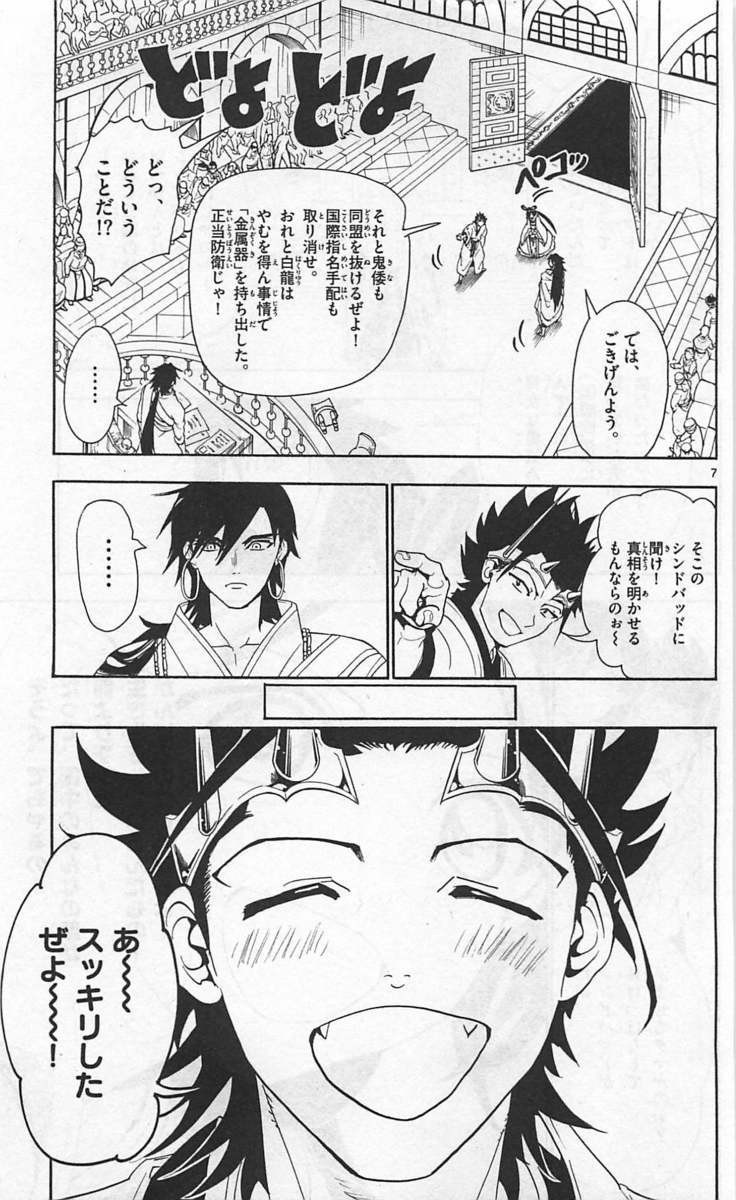 では、
ごきげんよう。
ペコッ
それと鬼倭も
同盟を抜けるぜよ！
国際指名手配も
取り消せ。
おれと白龍は
やむを得ん事情で
「金属器」を持ち出した。
正当防衛じゃ！
どよどよ
どっ、
どういう
ことだ!?
……
7
そこの
シンドバッドに
聞け！
真相を明かせる
もんならのぉ〜
……
あ〜〜
スッキリした
ぜよ〜〜！